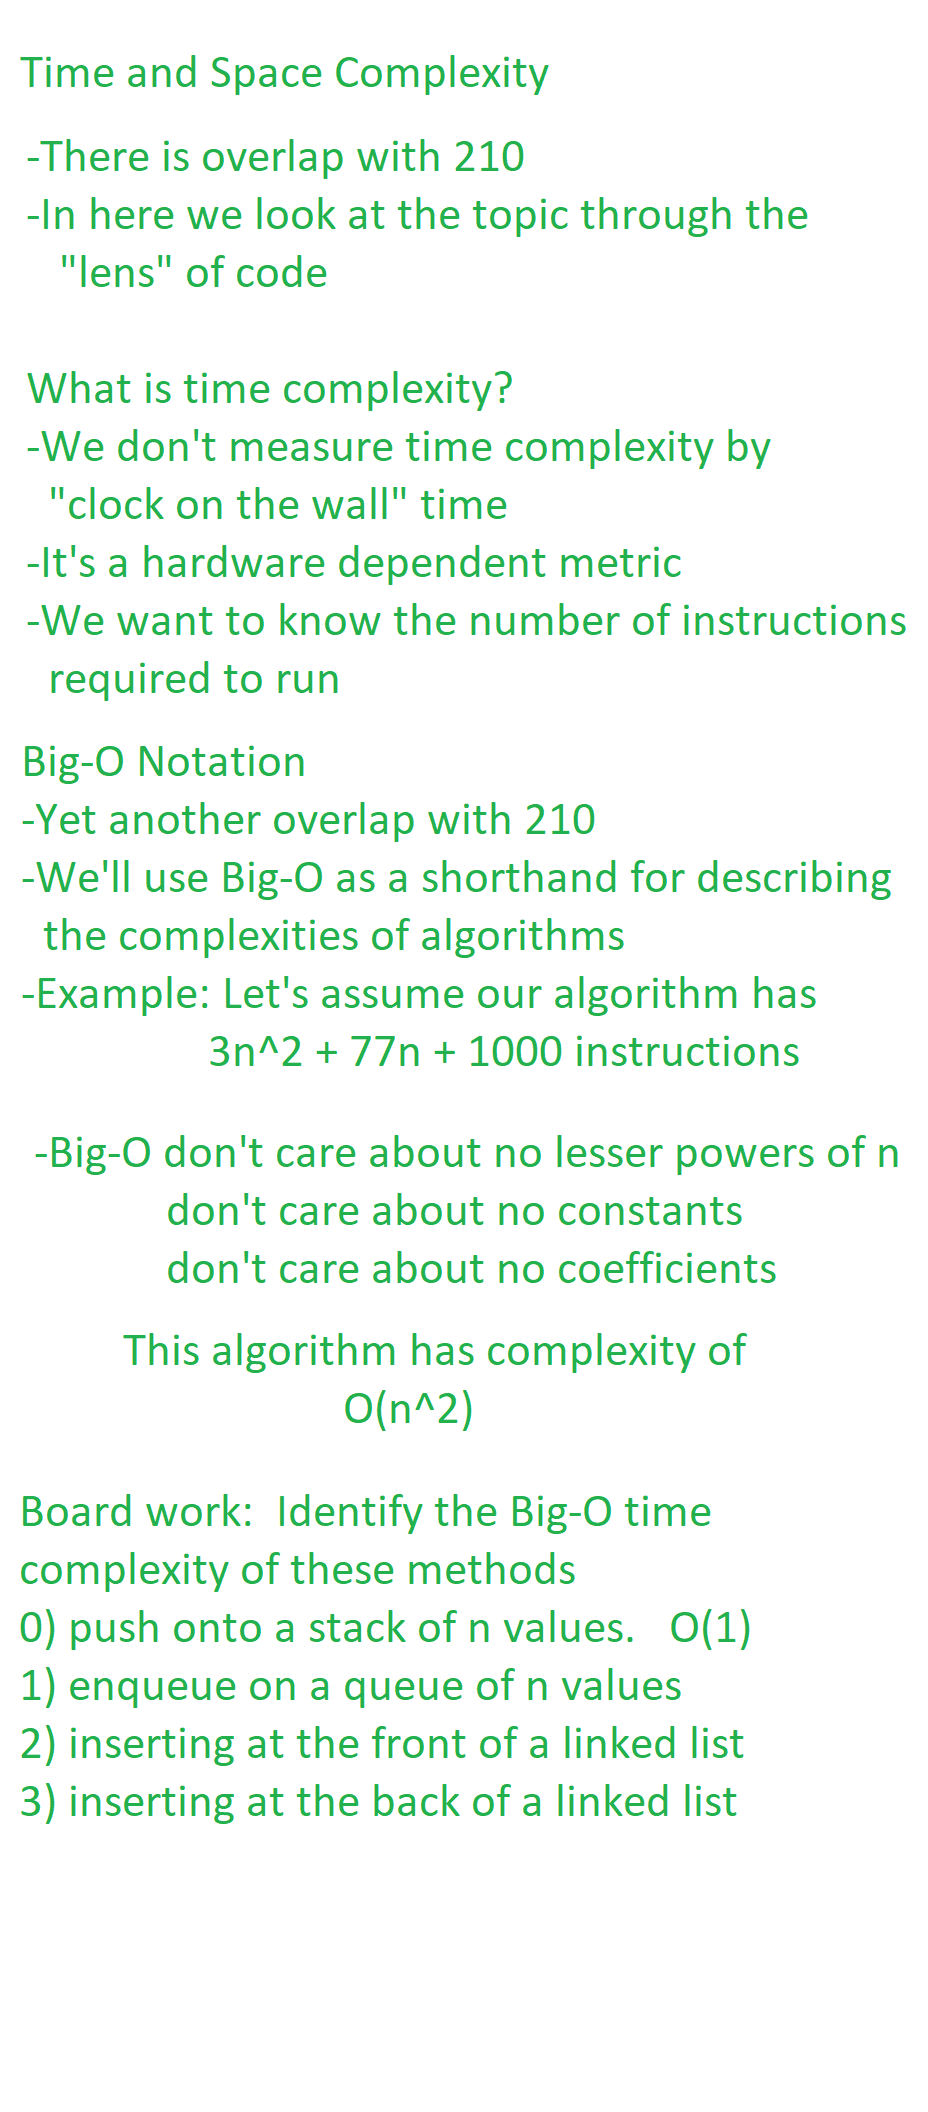 Time and Space Complexity
-There is overlap with 210
-In here we look at the topic through the
"lens" of code
What is time complexity?
-We don't measure time complexity by
"clock on the wall" time
-It's a hardware dependent metric
-We want to know the number of instructions
required to run
Big-O Notation
-Yet another overlap with 210
-We'll use Big-O as a shorthand for describing
the complexities of algorithms
-Example: Let's assume our algorithm has
3n^2 + 77n + 1000 instructions
-Big-O don't care about no lesser powers of n
don't care about no constants
don't care about no coefficients
This algorithm has complexity of
O(n^2)
Board work:  Identify the Big-O time
complexity of these methods
0) push onto a stack of n values.   O(1)
1) enqueue on a queue of n values
2) inserting at the front of a linked list
3) inserting at the back of a linked list